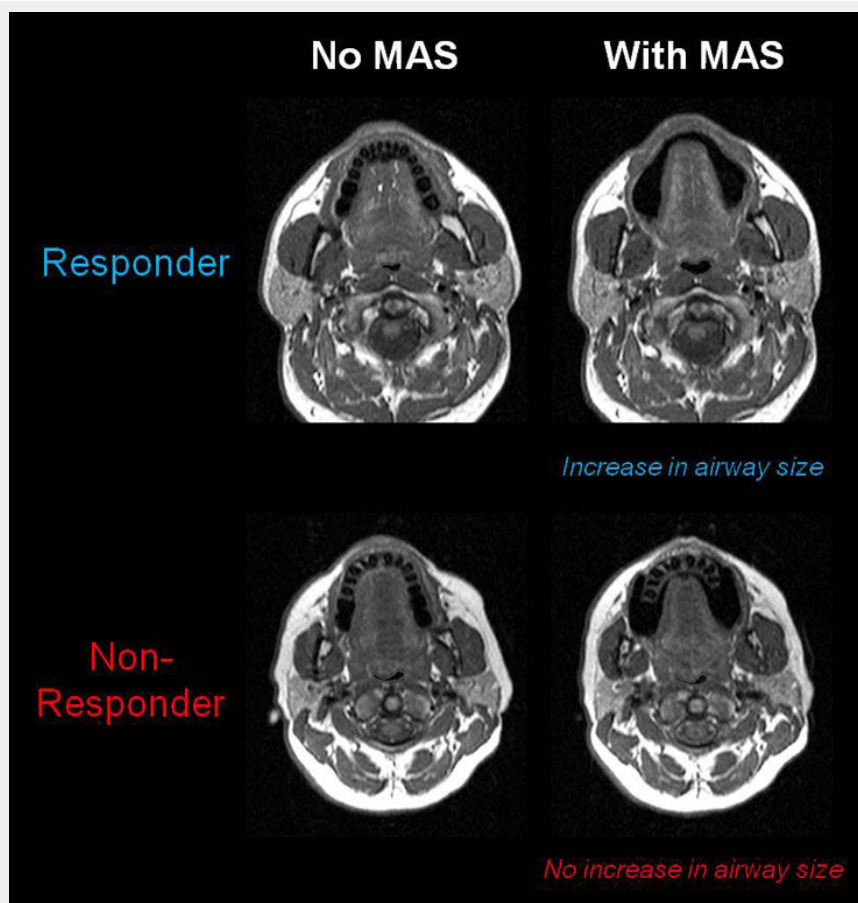 No MAS
With MAS
Responder
Increase in airway size
Non-
Responder
No increase in airway size